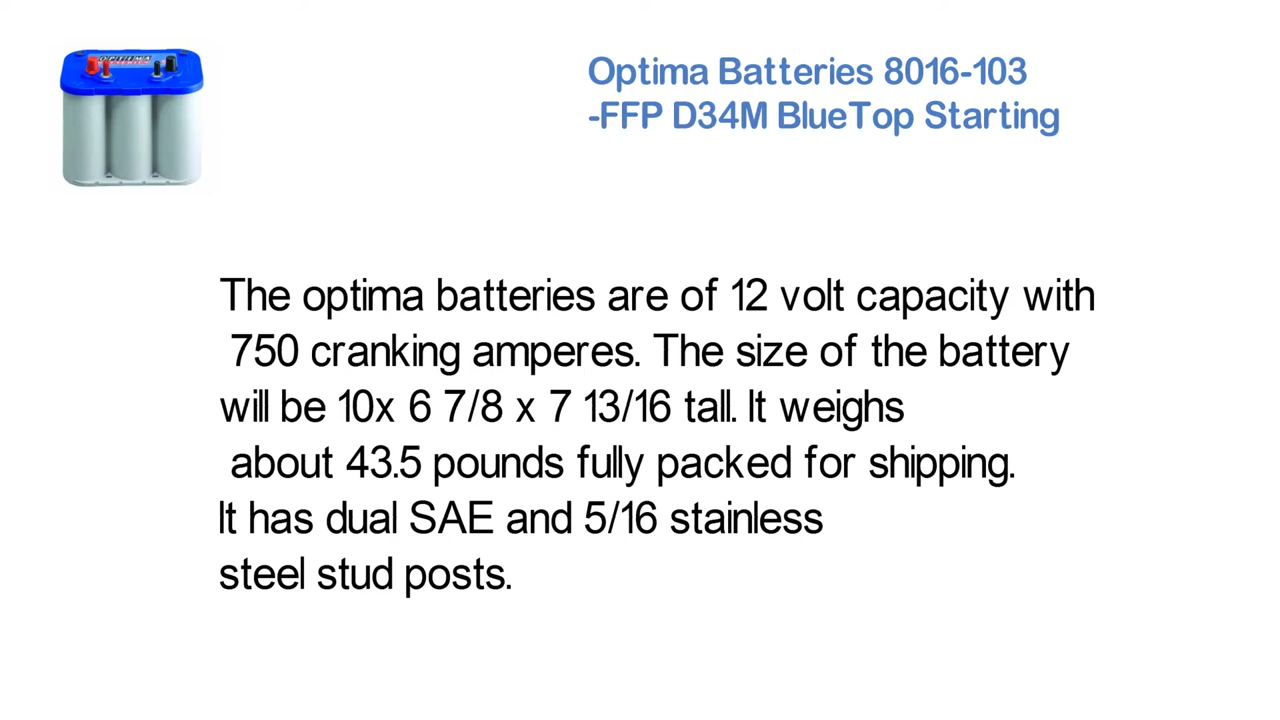 OPTIMA
Optima Batteries 8016-103
-FFP D34M BlueTop Starting
The optima batteries are of 12 volt capacity with
750 cranking amperes. The size of the battery
will be 10x 6 7/8 x 7 13/16 tall. It weighs
about 43.5 pounds fully packed for shipping.
It has dual SAE and 5/16 stainless
steel stud posts.